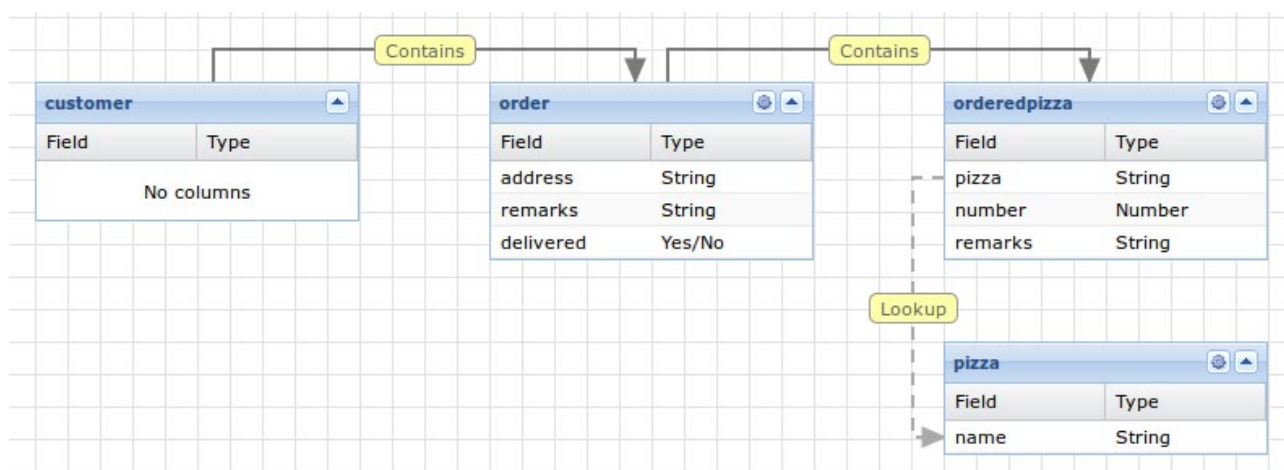 Contains
Contains
customer
Field Type
No columns
order
Field Type
address String
remarks String
delivered Yes/No
orderedpizza
Field Type
pizza String
number Number
remarks String
Lookup
pizza
Field Type
name String